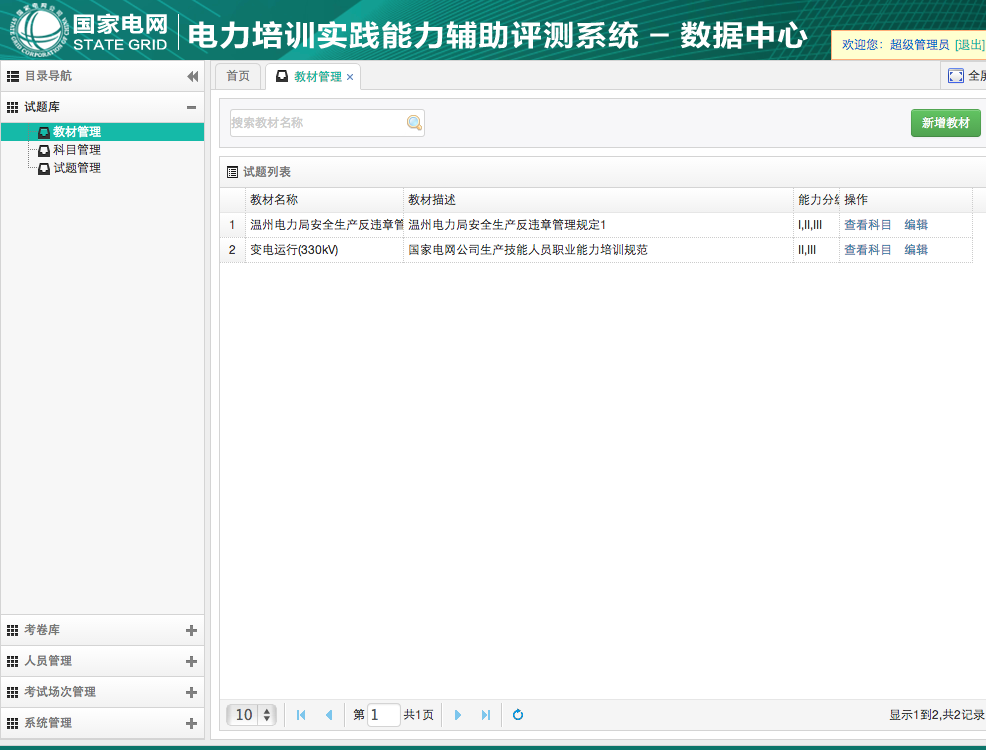 国家电网
STATE GRID
电力培训实践能力辅助评测系统 – 数据中心
欢迎您：超级管理员 [退出]
目录导航
首页
教材管理
全屏
试题库
教材管理
科目管理
试题管理
搜索教材名称
新增教材
试题列表
教材名称 教材描述 能力分级 操作
1 温州电力局安全生产反违章管 温州电力局安全生产反违章管理规定1 I,II,III 查看科目 编辑
2 变电运行(330kV) 国家电网公司生产技能人员职业能力培训规范 II,III 查看科目 编辑
考卷库
人员管理
考试场次管理
系统管理
10 第 1 共1页 显示1到2,共2记录